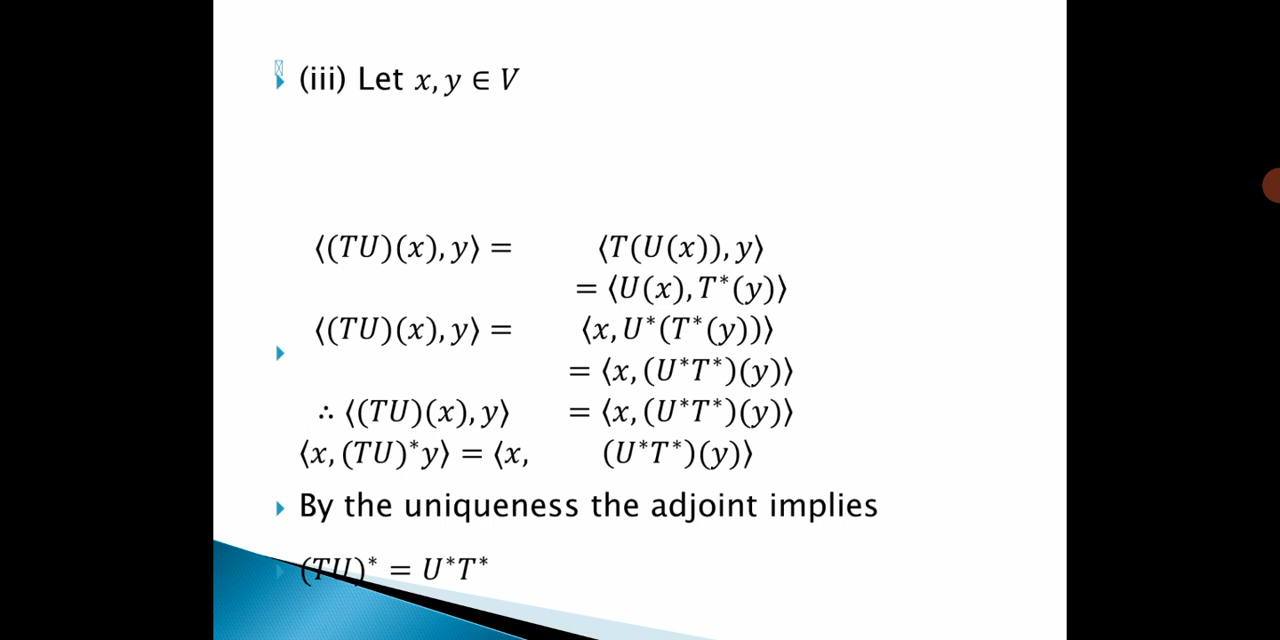 (iii) Let x, y ∈ V
⟨(TU)(x), y⟩ = ⟨T(U(x)), y⟩
= ⟨U(x), T*(y)⟩
⟨(TU)(x), y⟩ = ⟨x, U*(T*(y))⟩
= ⟨x, (U*T*)(y)⟩
∴ ⟨(TU)(x), y⟩ = ⟨x, (U*T*)(y)⟩
⟨x, (TU)*y⟩ = ⟨x, (U*T*)(y)⟩
By the uniqueness the adjoint implies
(TU)* = U*T*